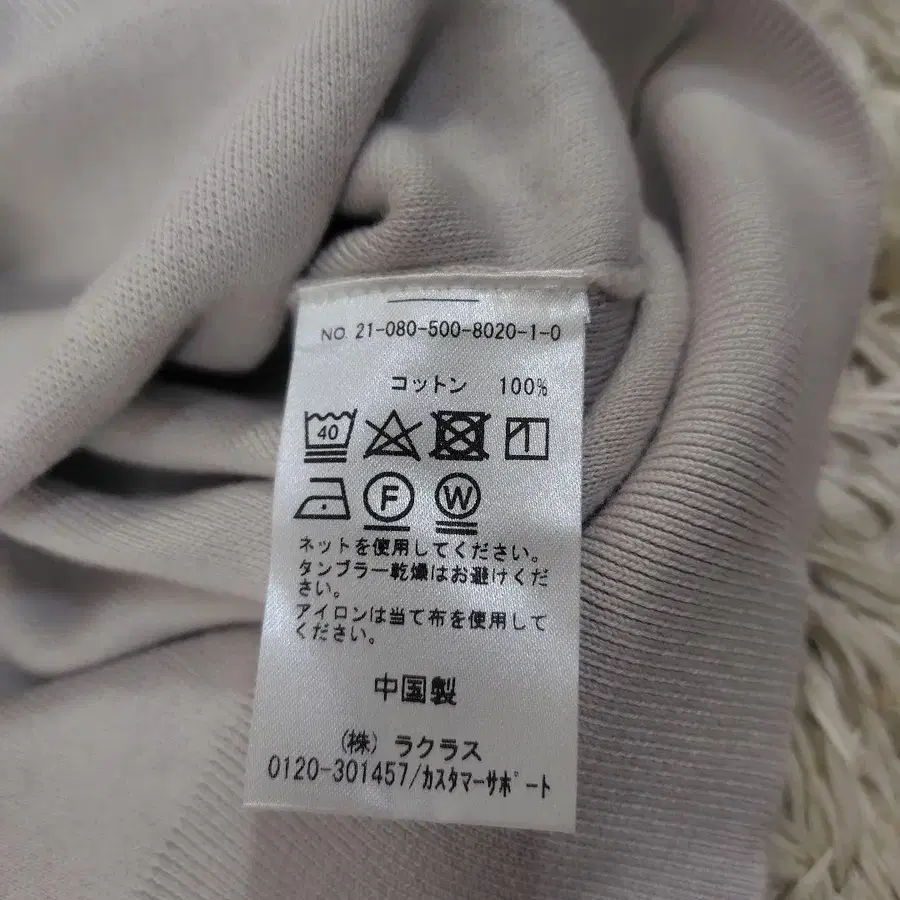 NO. 21-080-500-8020-1-0
コットン 100%
40
F W
ネットを使用してください。
タンブラー乾燥はお避けくだ
さい。
アイロンは当て布を使用して
ください。
中国製
(株) ラクラス
0120-301457/カスタマーサポート